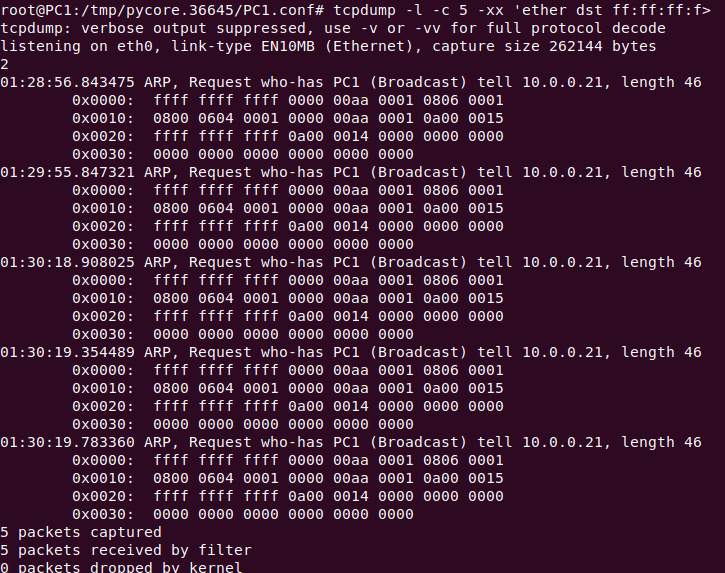 root@PC1:/tmp/pycore.36645/PC1.conf# tcpdump -l -c 5 -xx 'ether dst ff:ff:ff:f>
tcpdump: verbose output suppressed, use -v or -vv for full protocol decode
listening on eth0, link-type EN10MB (Ethernet), capture size 262144 bytes
2
01:28:56.843475 ARP, Request who-has PC1 (Broadcast) tell 10.0.0.21, length 46
0x0000:  ffff ffff ffff 0000 00aa 0001 0806 0001
0x0010:  0800 0604 0001 0000 00aa 0001 0a00 0015
0x0020:  ffff ffff ffff 0a00 0014 0000 0000 0000
0x0030:  0000 0000 0000 0000 0000 0000
01:29:55.847321 ARP, Request who-has PC1 (Broadcast) tell 10.0.0.21, length 46
0x0000:  ffff ffff ffff 0000 00aa 0001 0806 0001
0x0010:  0800 0604 0001 0000 00aa 0001 0a00 0015
0x0020:  ffff ffff ffff 0a00 0014 0000 0000 0000
0x0030:  0000 0000 0000 0000 0000 0000
01:30:18.908025 ARP, Request who-has PC1 (Broadcast) tell 10.0.0.21, length 46
0x0000:  ffff ffff ffff 0000 00aa 0001 0806 0001
0x0010:  0800 0604 0001 0000 00aa 0001 0a00 0015
0x0020:  ffff ffff ffff 0a00 0014 0000 0000 0000
0x0030:  0000 0000 0000 0000 0000 0000
01:30:19.354489 ARP, Request who-has PC1 (Broadcast) tell 10.0.0.21, length 46
0x0000:  ffff ffff ffff 0000 00aa 0001 0806 0001
0x0010:  0800 0604 0001 0000 00aa 0001 0a00 0015
0x0020:  ffff ffff ffff 0a00 0014 0000 0000 0000
0x0030:  0000 0000 0000 0000 0000 0000
01:30:19.783360 ARP, Request who-has PC1 (Broadcast) tell 10.0.0.21, length 46
0x0000:  ffff ffff ffff 0000 00aa 0001 0806 0001
0x0010:  0800 0604 0001 0000 00aa 0001 0a00 0015
0x0020:  ffff ffff ffff 0a00 0014 0000 0000 0000
0x0030:  0000 0000 0000 0000 0000 0000
5 packets captured
5 packets received by filter
0 packets dropped by kernel